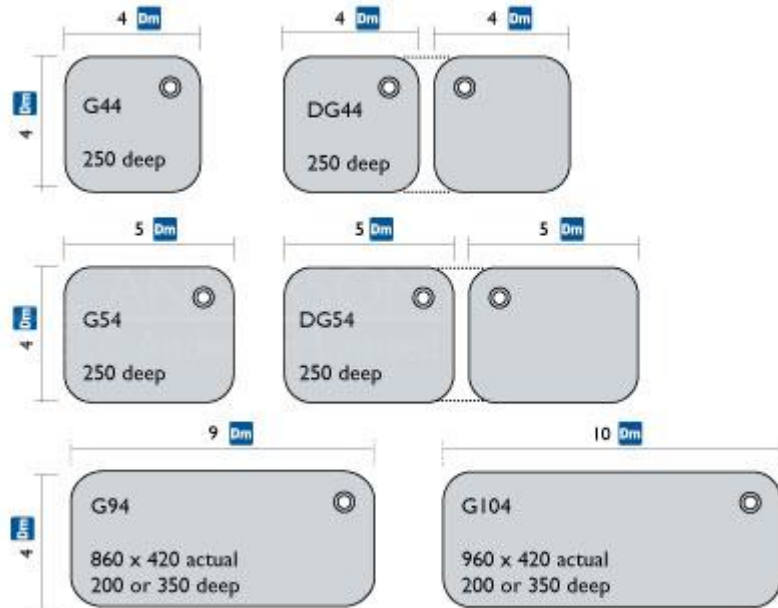 4 Dm
4 Dm
4 Dm
4 Dm
G44
250 deep
DG44
250 deep
5 Dm
5 Dm
5 Dm
4 Dm
G54
250 deep
DG54
250 deep
9 Dm
10 Dm
4 Dm
G94
860 x 420 actual
200 or 350 deep
G104
960 x 420 actual
200 or 350 deep